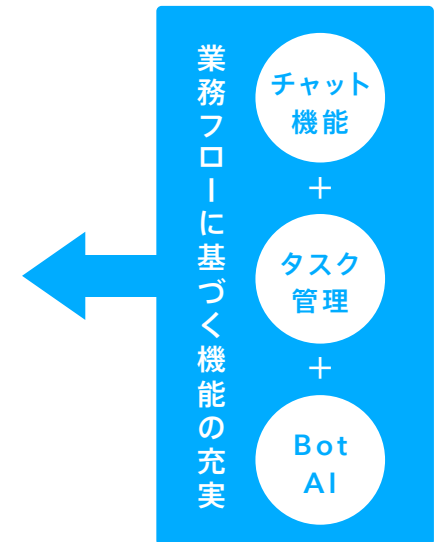 業務フローに基づく機能の充実
チャット
機能
+
タスク
管理
+
Bot
AI